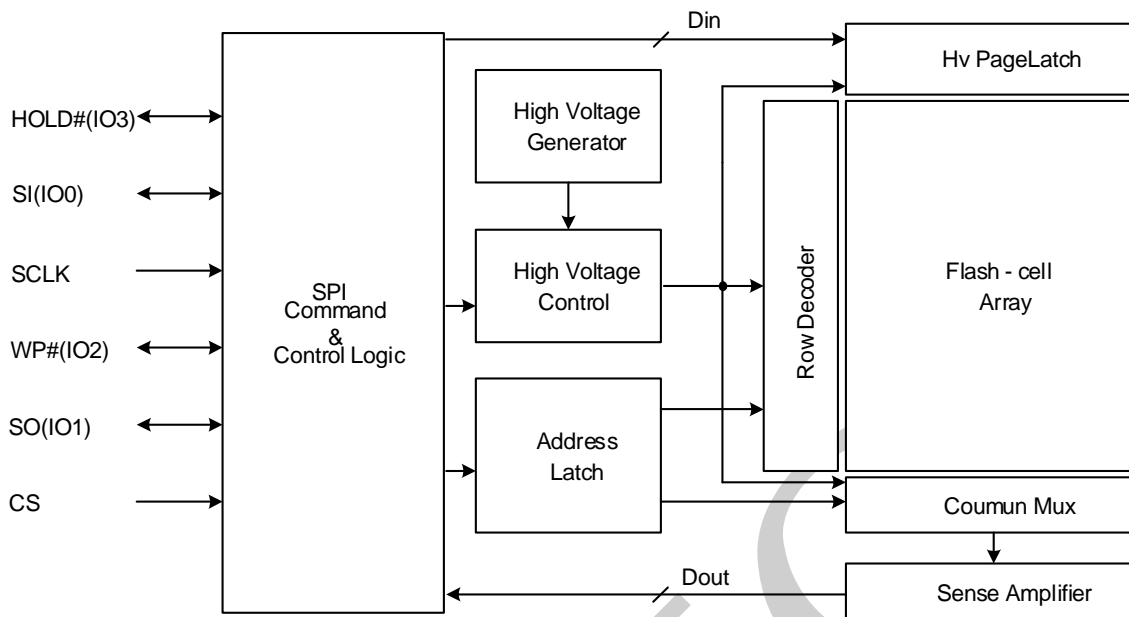 Din
Hv PageLatch
High Voltage
Generator
HOLD#(IO3)
SI(IO0)
SCLK
WP#(IO2)
SO(IO1)
CS
SPI
Command
&
Control Logic
High Voltage
Control
Row Decoder
Flash - cell
Array
Address
Latch
Coumun Mux
Dout
Sense Amplifier